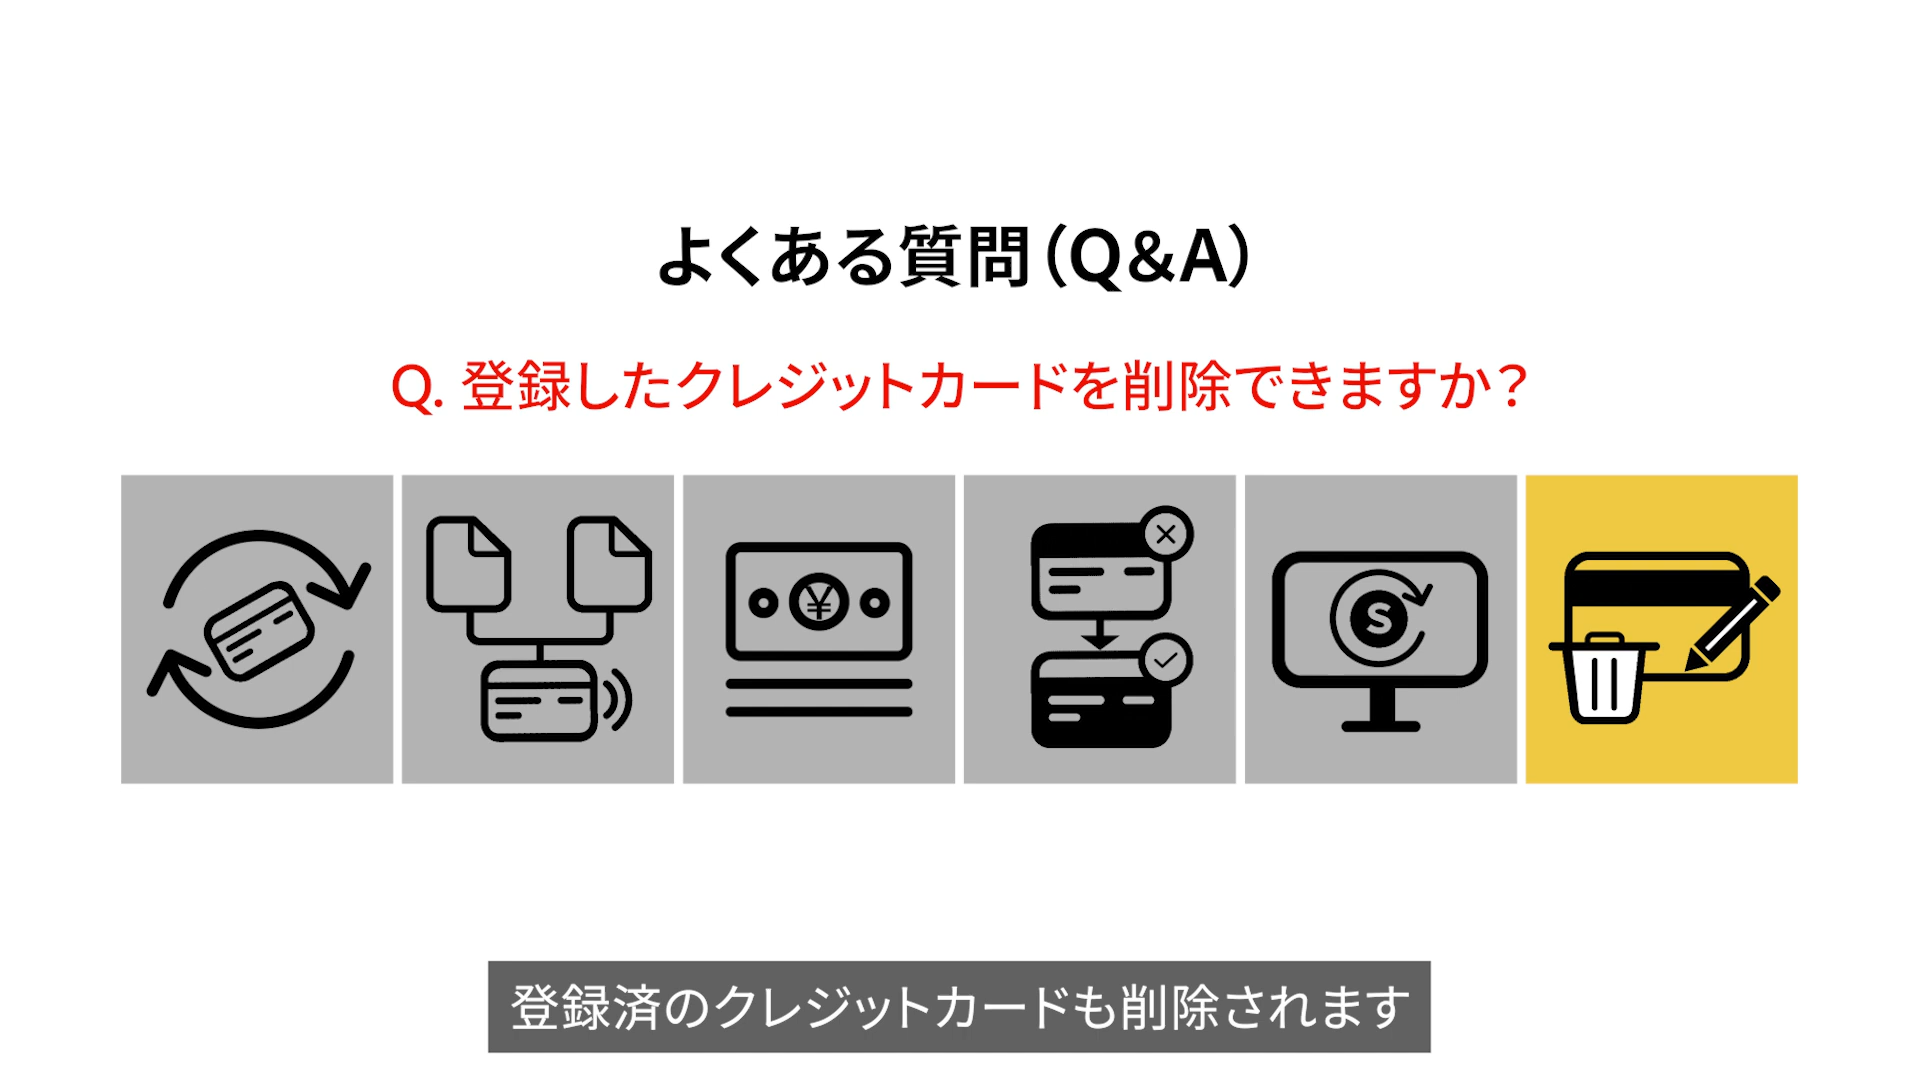 よくある質問（Q&A）
Q. 登録したクレジットカードを削除できますか？
¥
S
登録済のクレジットカードも削除されます